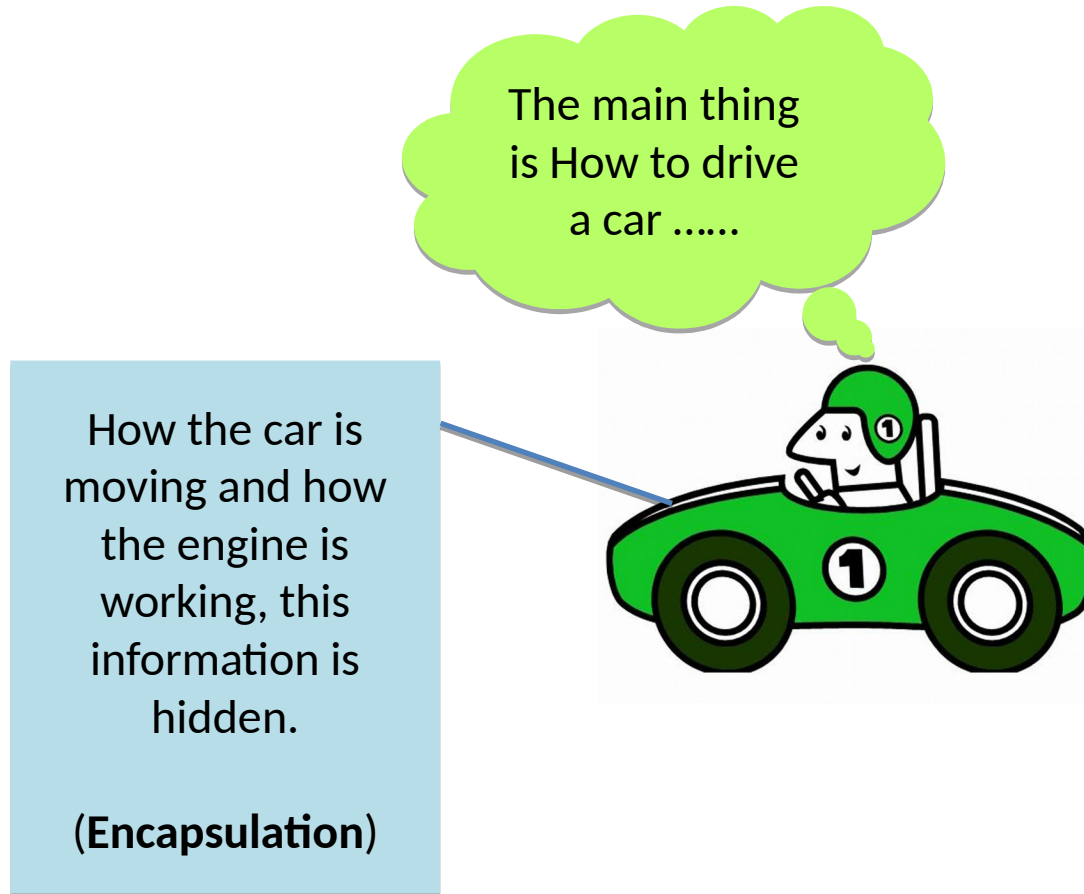 The main thing
is How to drive
a car ......
How the car is
moving and how
the engine is
working, this
information is
hidden.
(Encapsulation)
1
1